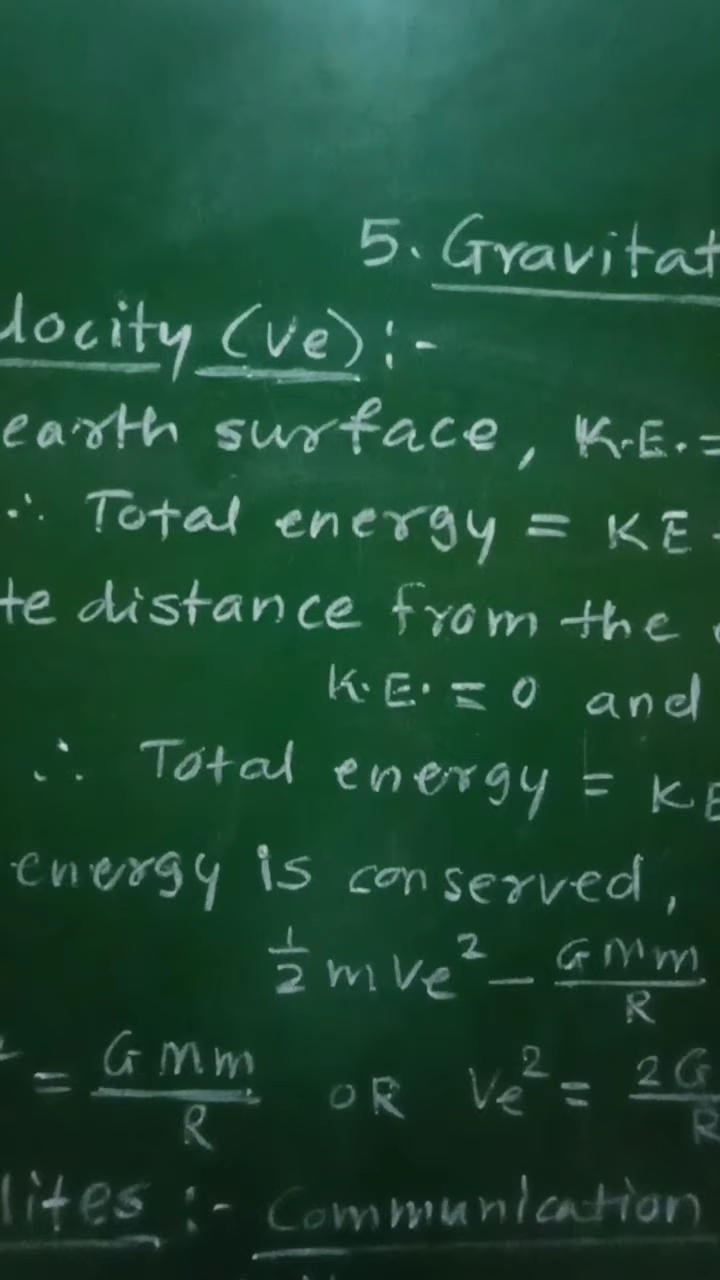 5. Gravitat
locity (Ve) :-
earth surface, K.E. =
∴ Total energy = KE -
te distance from the
K.E. = 0 and
∴ Total energy = KE
energy is conserved,
½ m Ve² - GMm/R
= GMm/R OR Ve² = 2G/R
lites :- Communication